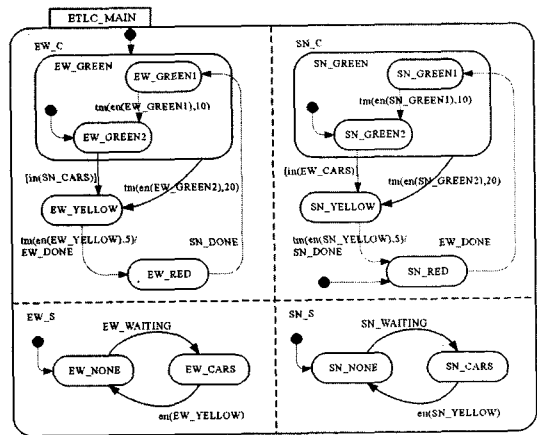 ETLC_MAIN
EW_C
EW_GREEN
EW_GREEN1
tm(en(EW_GREEN1),10)
EW_GREEN2
[in(SN_CARS)]
tm(en(EW_GREEN2),20)
EW_YELLOW
tm(en(EW_YELLOW),5)/
EW_DONE
SN_DONE
EW_RED
SN_C
SN_GREEN
SN_GREEN1
tm(en(SN_GREEN1),10)
SN_GREEN2
[in(EW_CARS)]
tm(en(SN_GREEN2),20)
SN_YELLOW
tm(en(SN_YELLOW),5)/
SN_DONE
EW_DONE
SN_RED
EW_S
EW_WAITING
EW_NONE
EW_CARS
en(EW_YELLOW)
SN_S
SN_WAITING
SN_NONE
SN_CARS
en(SN_YELLOW)